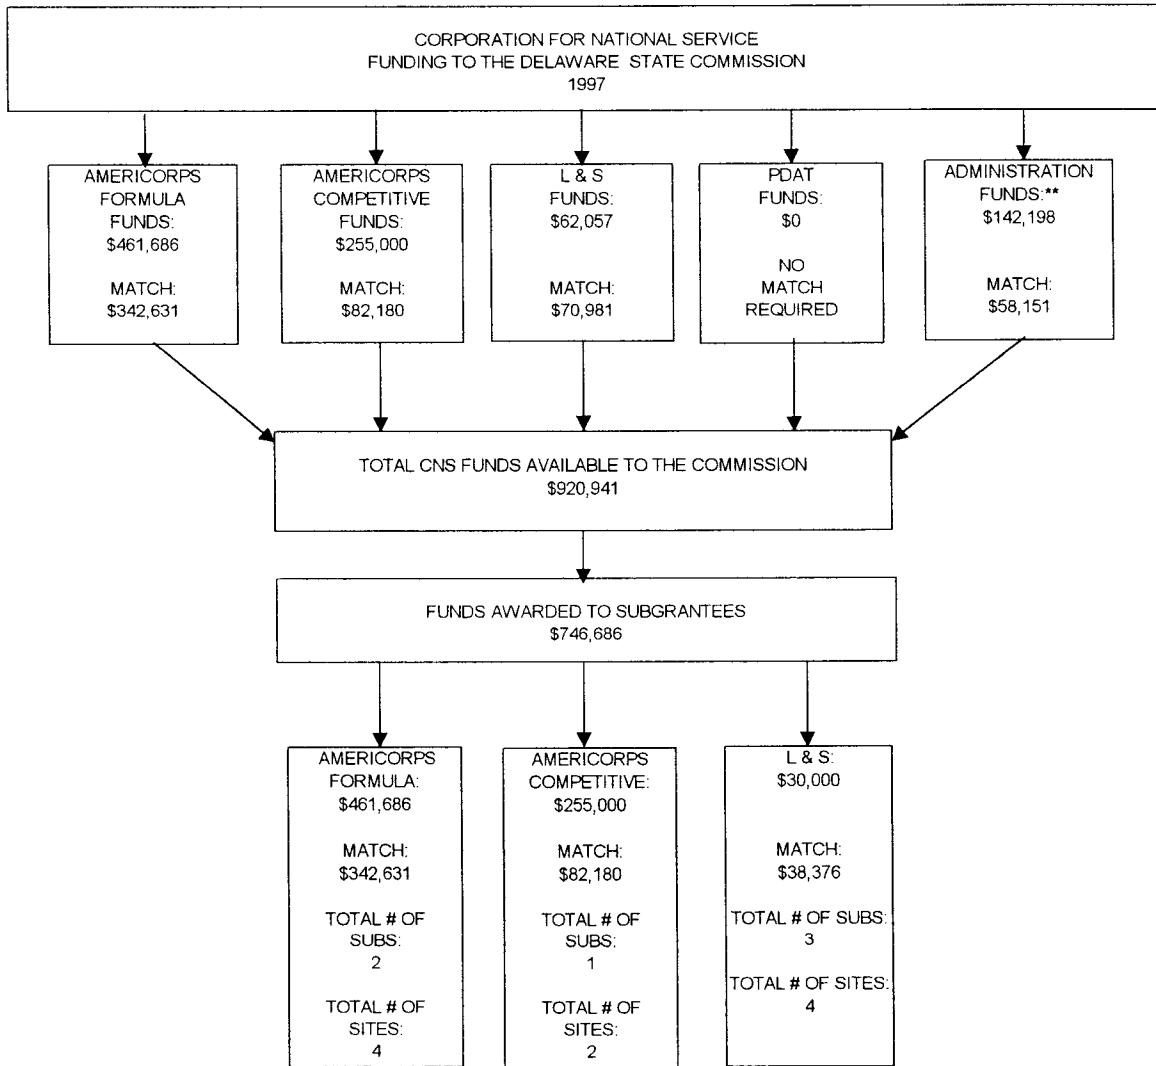 CORPORATION FOR NATIONAL SERVICE
FUNDING TO THE DELAWARE STATE COMMISSION
1997
AMERICORPS
FORMULA
FUNDS:
$461,686
MATCH:
$342,631
AMERICORPS
COMPETITIVE
FUNDS:
$255,000
MATCH:
$82,180
L & S
FUNDS:
$62,057
MATCH:
$70,981
PDAT
FUNDS:
$0
NO
MATCH
REQUIRED
ADMINISTRATION
FUNDS:**
$142,198
MATCH:
$58,151
TOTAL CNS FUNDS AVAILABLE TO THE COMMISSION
$920,941
FUNDS AWARDED TO SUBGRANTEES
$746,686
AMERICORPS
FORMULA:
$461,686
MATCH:
$342,631
TOTAL # OF
SUBS:
2
TOTAL # OF
SITES:
4
AMERICORPS
COMPETITIVE:
$255,000
MATCH:
$82,180
TOTAL # OF
SUBS:
1
TOTAL # OF
SITES:
2
L & S:
$30,000
MATCH:
$38,376
TOTAL # OF SUBS:
3
TOTAL # OF SITES:
4